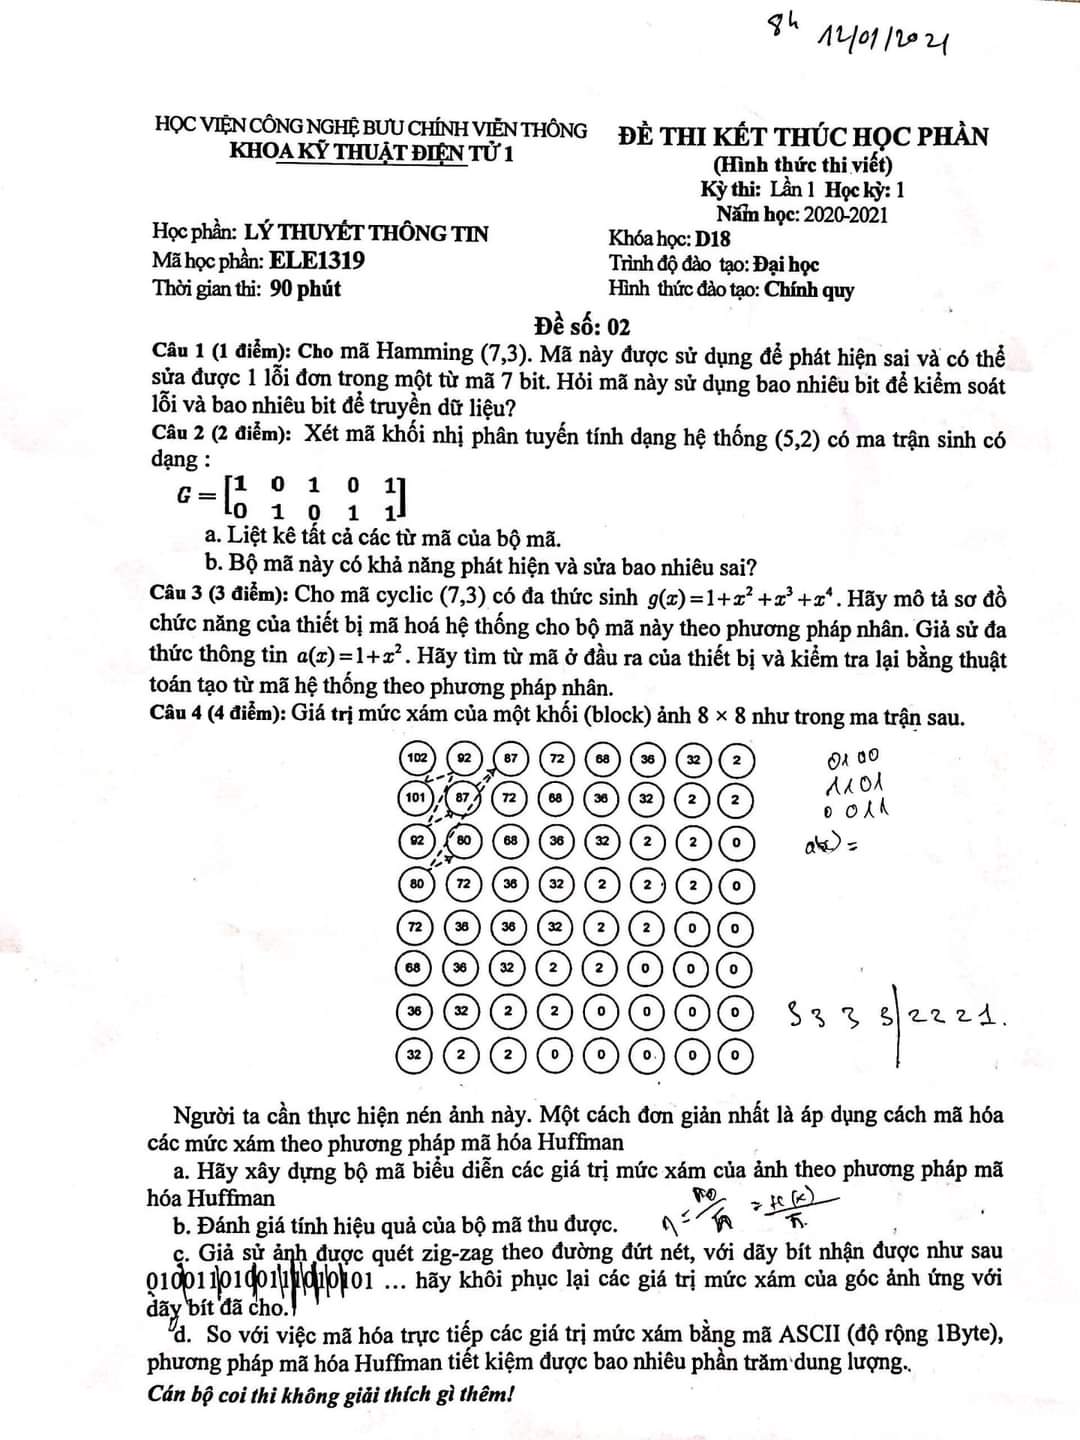 8h 12/01/2021
HỌC VIỆN CÔNG NGHỆ BƯU CHÍNH VIỄN THÔNG
KHOA KỸ THUẬT ĐIỆN TỬ 1
ĐỀ THI KẾT THÚC HỌC PHẦN
(Hình thức thi viết)
Kỳ thi: Lần 1 Học kỳ: 1
Năm học: 2020-2021
Học phần: LÝ THUYẾT THÔNG TIN
Mã học phần: ELE1319
Thời gian thi: 90 phút
Khóa học: D18
Trình độ đào tạo: Đại học
Hình thức đào tạo: Chính quy
Đề số: 02
Câu 1 (1 điểm): Cho mã Hamming (7,3). Mã này được sử dụng để phát hiện sai và có thể
sửa được 1 lỗi đơn trong một từ mã 7 bit. Hỏi mã này sử dụng bao nhiêu bit để kiểm soát
lỗi và bao nhiêu bit để truyền dữ liệu?
Câu 2 (2 điểm): Xét mã khối nhị phân tuyến tính dạng hệ thống (5,2) có ma trận sinh có
dạng :
G = [1 0 1 0 1
0 1 0 1 1]
a. Liệt kê tất cả các từ mã của bộ mã.
b. Bộ mã này có khả năng phát hiện và sửa bao nhiêu sai?
Câu 3 (3 điểm): Cho mã cyclic (7,3) có đa thức sinh g(x)=1+x²+x³+x⁴. Hãy mô tả sơ đồ
chức năng của thiết bị mã hoá hệ thống cho bộ mã này theo phương pháp nhân. Giả sử đa
thức thông tin a(x)=1+x². Hãy tìm từ mã ở đầu ra của thiết bị và kiểm tra lại bằng thuật
toán tạo từ mã hệ thống theo phương pháp nhân.
Câu 4 (4 điểm): Giá trị mức xám của một khối (block) ảnh 8 × 8 như trong ma trận sau.
102 92 87 72 68 36 32 2
101 87 72 68 36 32 2 2
92 80 68 36 32 2 2 0
80 72 36 32 2 2 2 0
72 36 36 32 2 2 0 0
68 36 32 2 2 0 0 0
36 32 2 2 0 0 0 0
32 2 2 0 0 0 0 0
0100
1101
0011
a(x) =
3 3 3 3 | 2 2 2 1.
Người ta cần thực hiện nén ảnh này. Một cách đơn giản nhất là áp dụng cách mã hóa
các mức xám theo phương pháp mã hóa Huffman
a. Hãy xây dựng bộ mã biểu diễn các giá trị mức xám của ảnh theo phương pháp mã
hóa Huffman
b. Đánh giá tính hiệu quả của bộ mã thu được.
c. Giả sử ảnh được quét zig-zag theo đường đứt nét, với dãy bít nhận được như sau
0100110100111010101 ... hãy khôi phục lại các giá trị mức xám của góc ảnh ứng với
dãy bít đã cho.
d. So với việc mã hóa trực tiếp các giá trị mức xám bằng mã ASCII (độ rộng 1Byte),
phương pháp mã hóa Huffman tiết kiệm được bao nhiêu phần trăm dung lượng.
Cán bộ coi thi không giải thích gì thêm!